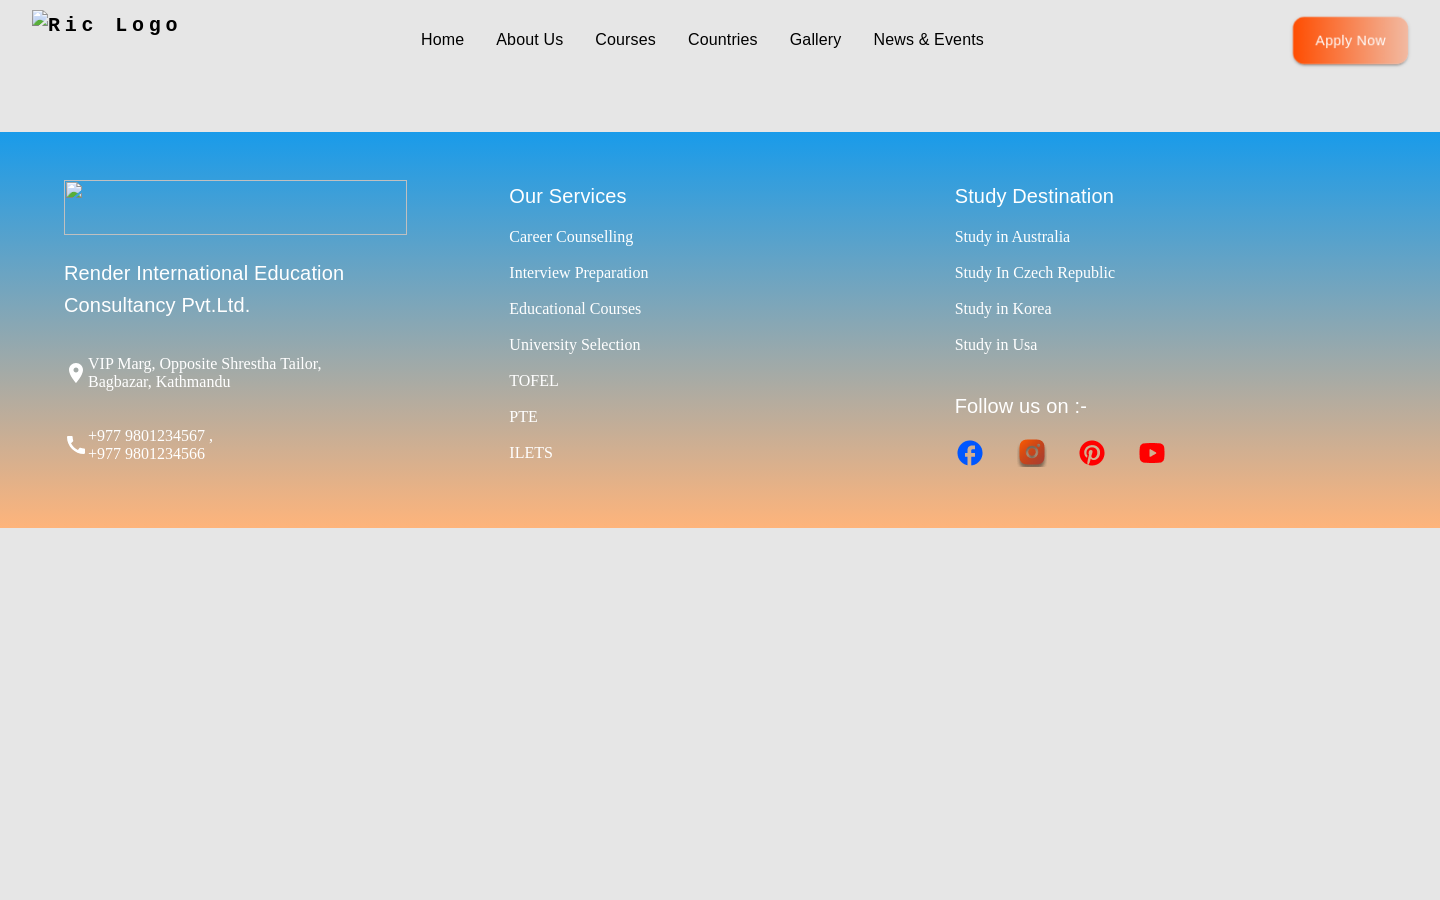 Ric Logo
Home
About Us
Courses
Countries
Gallery
News & Events
Apply Now
Render International Education
Consultancy Pvt.Ltd.
VIP Marg, Opposite Shrestha Tailor,
Bagbazar, Kathmandu
+977 9801234567 ,
+977 9801234566
Our Services
Career Counselling
Interview Preparation
Educational Courses
University Selection
TOFEL
PTE
ILETS
Study Destination
Study in Australia
Study In Czech Republic
Study in Korea
Study in Usa
Follow us on :-